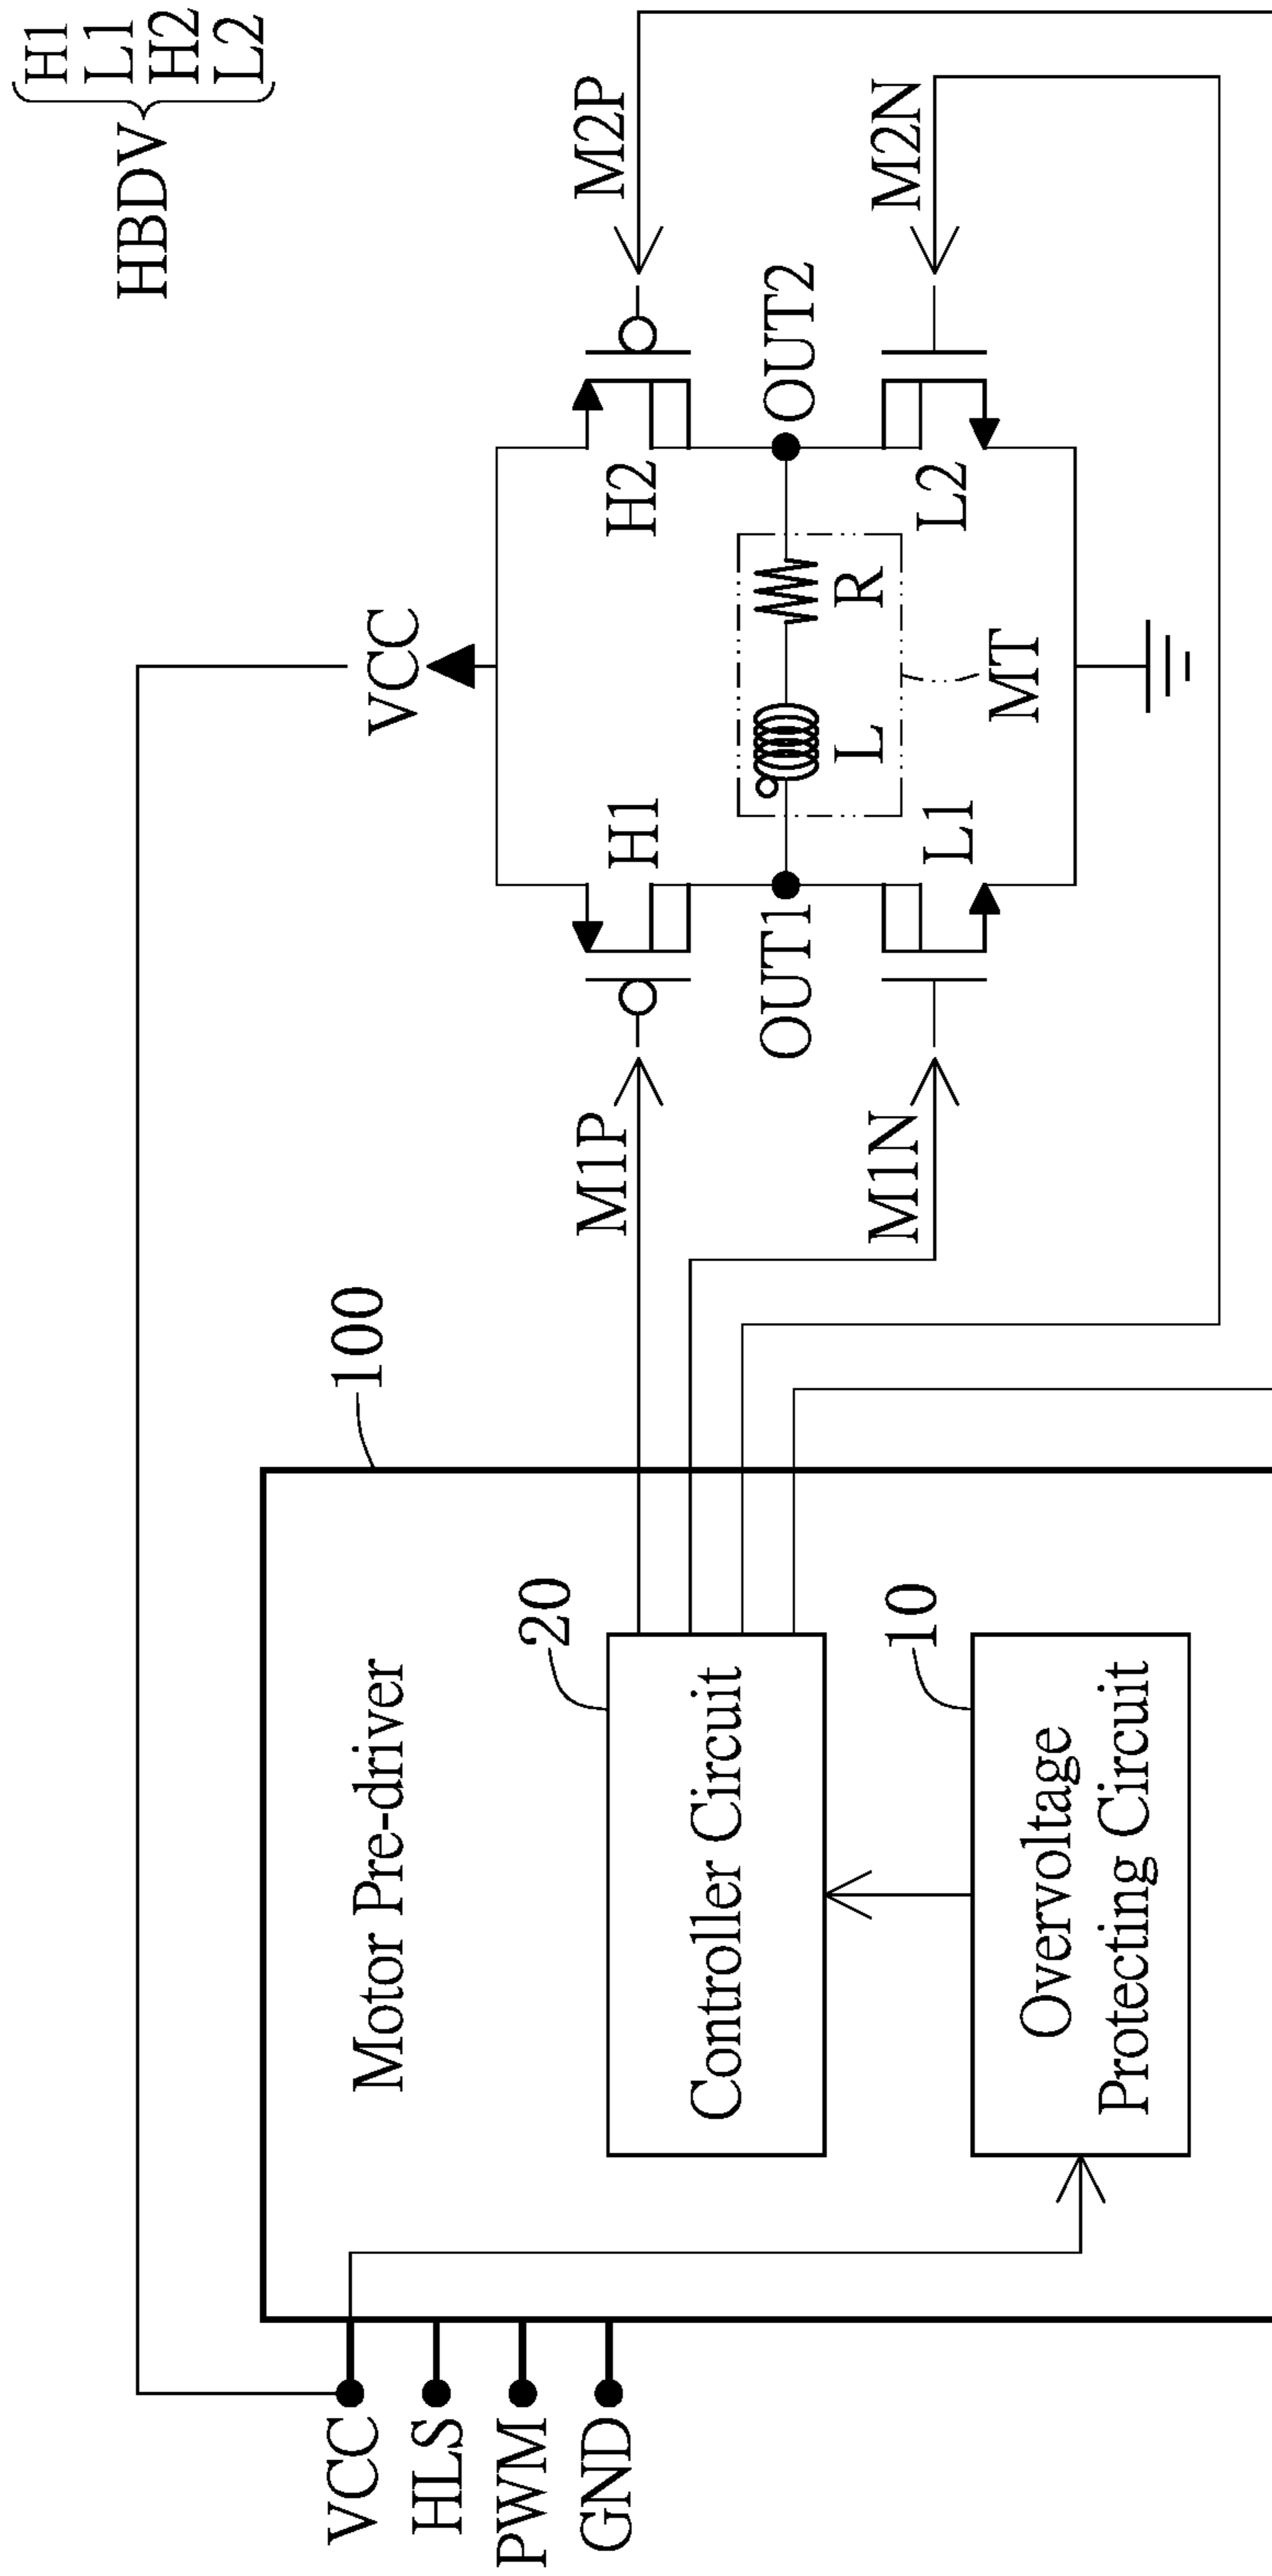 HBDV
H1
L1
H2
L2
VCC
100
M1P
M2P
H1
H2
OUT1
OUT2
L
R
MT
L1
L2
M1N
M2N
VCC
HLS
PWM
GND
Motor Pre-driver
20
Controller Circuit
10
Overvoltage
Protecting Circuit